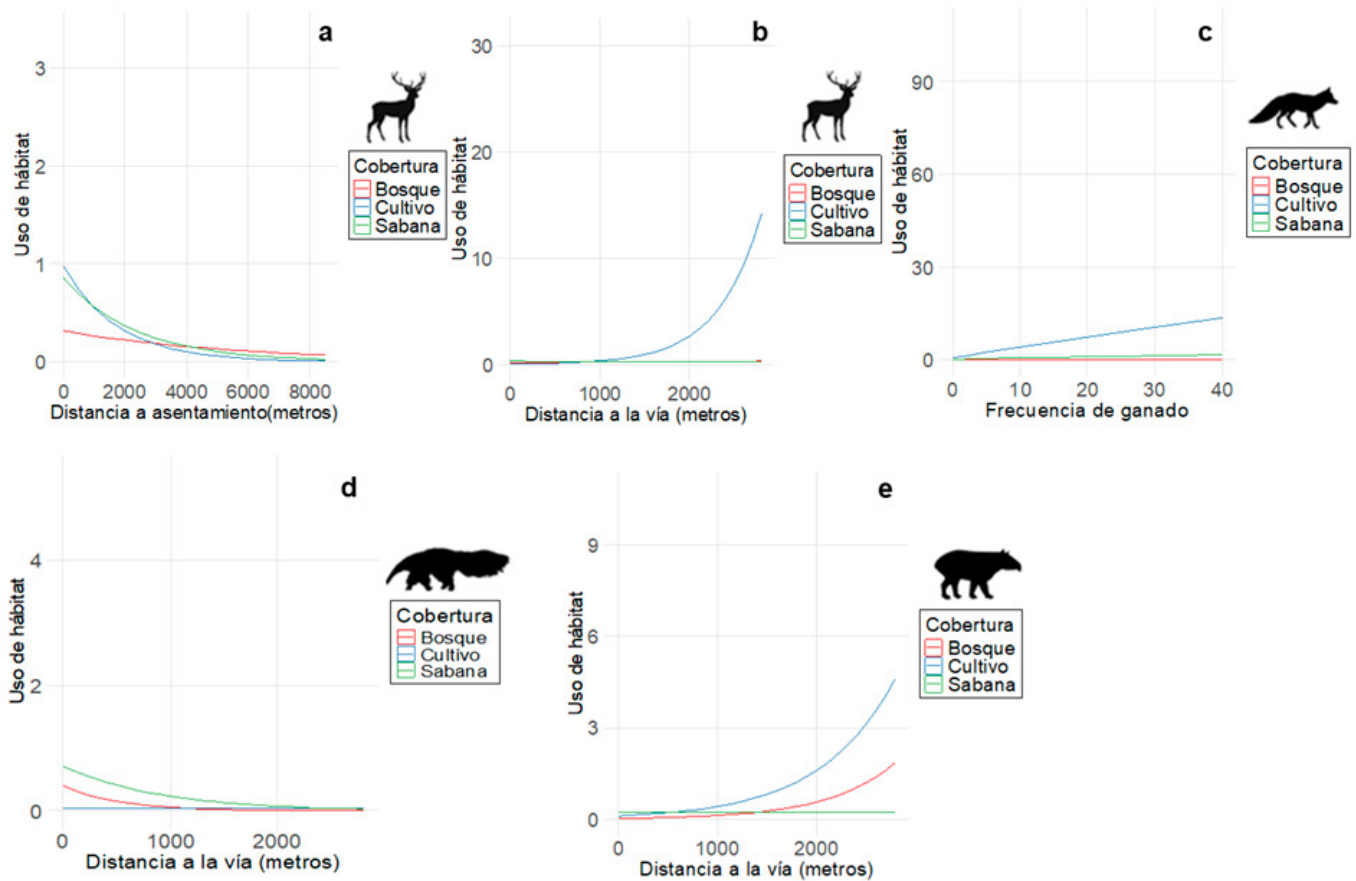 a
3
2
1
0
Uso de hábitat
0 2000 4000 6000 8000
Distancia a asentamiento(metros)
Cobertura
Bosque
Cultivo
Sabana
b
30
20
10
0
Uso de hábitat
0 1000 2000
Distancia a la vía (metros)
Cobertura
Bosque
Cultivo
Sabana
c
90
60
30
0
Uso de hábitat
0 10 20 30 40
Frecuencia de ganado
Cobertura
Bosque
Cultivo
Sabana
d
4
2
0
Uso de hábitat
0 1000 2000
Distancia a la vía (metros)
Cobertura
Bosque
Cultivo
Sabana
e
9
6
3
0
Uso de hábitat
0 1000 2000
Distancia a la vía (metros)
Cobertura
Bosque
Cultivo
Sabana